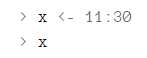 > x <- 11:30
> x